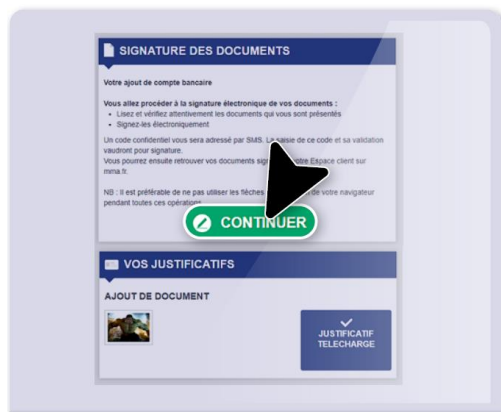 SIGNATURE DES DOCUMENTS
Votre ajout de compte bancaire
Vous allez procéder à la signature électronique de vos documents :
• Lisez et vérifiez attentivement les documents qui vous sont présentés
• Signez-les électroniquement
Un code confidentiel vous sera adressé par SMS. La saisie de ce code et sa validation
vaudront pour signature.
Vous pourrez ensuite retrouver vos documents sig votre Espace client sur
mma.fr.
NB : Il est préférable de ne pas utiliser les flèches de votre navigateur
pendant toutes ces opérations
CONTINUER
VOS JUSTIFICATIFS
AJOUT DE DOCUMENT
JUSTIFICATIF
TELECHARGE